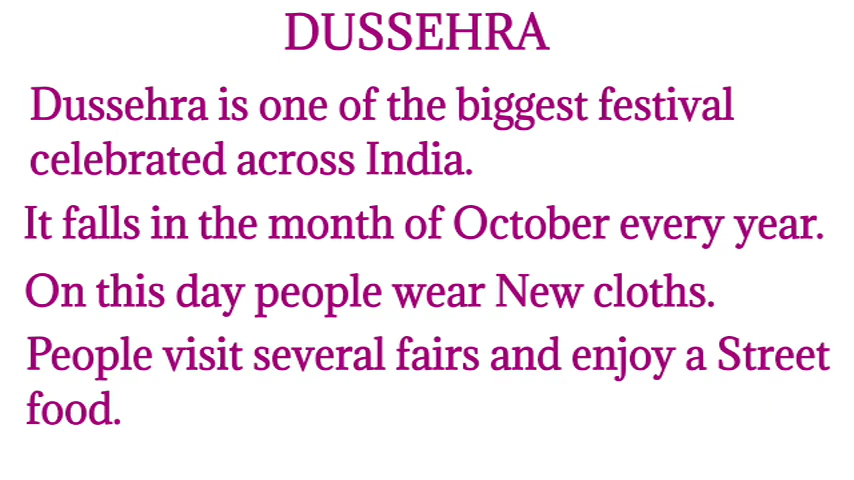 DUSSEHRA
Dussehra is one of the biggest festival
celebrated across India.
It falls in the month of October every year.
On this day people wear New cloths.
People visit several fairs and enjoy a Street
food.